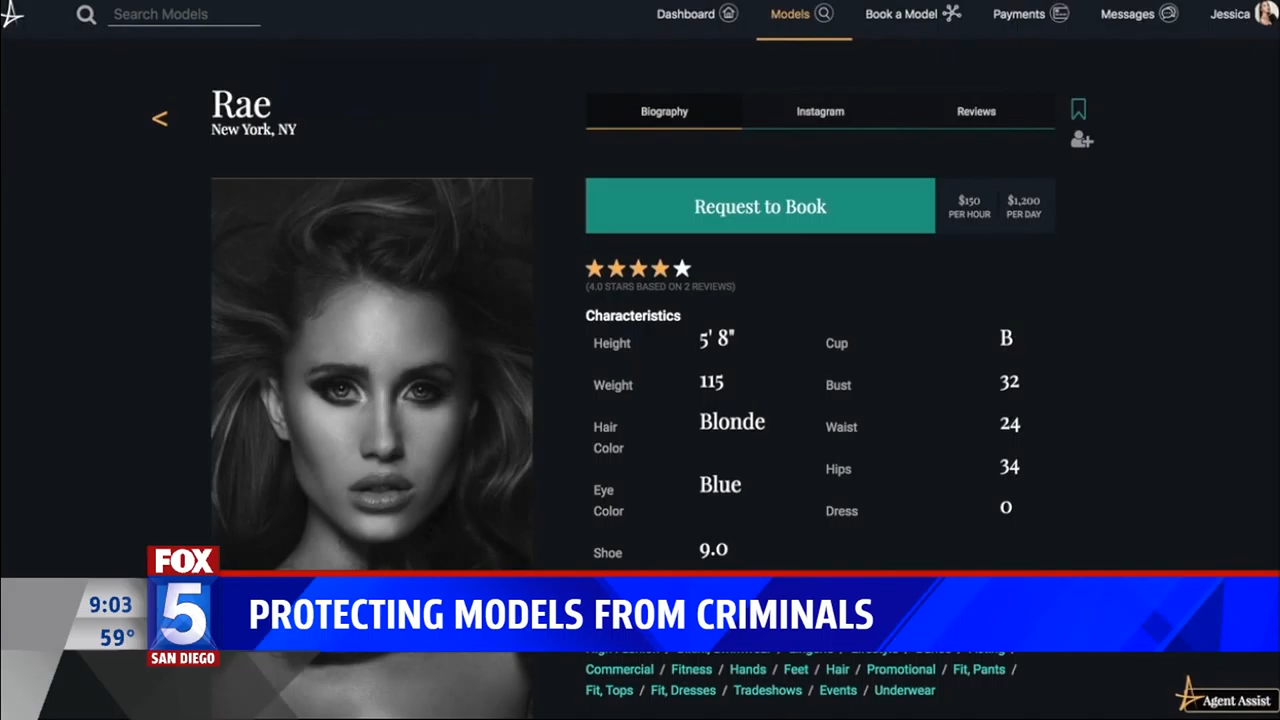 Search Models
Dashboard
Models
Book a Model
Payments
Messages
Jessica
<
Rae
New York, NY
Biography
Instagram
Reviews
Request to Book
$150
PER HOUR
$1,200
PER DAY
(4.0 STARS BASED ON 2 REVIEWS)
Characteristics
Height 5' 8" Cup B
Weight 115 Bust 32
Hair Color Blonde Waist 24
Hips 34
Eye Color Blue Dress 0
Shoe 9.0
FOX
5
SAN DIEGO
9:03
59°
PROTECTING MODELS FROM CRIMINALS
Commercial / Fitness / Hands / Feet / Hair / Promotional / Fit, Pants /
Fit, Tops / Fit, Dresses / Tradeshows / Events / Underwear
Agent Assist